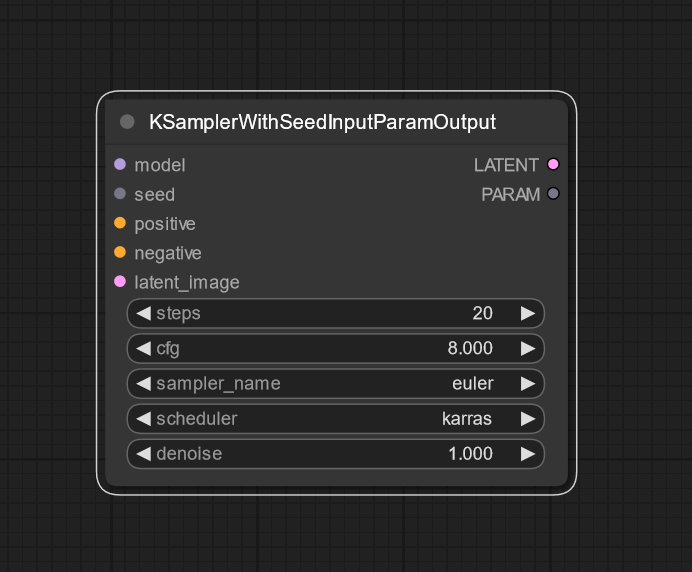 KSamplerWithSeedInputParamOutput
model LATENT
seed PARAM
positive
negative
latent_image
steps 20
cfg 8.000
sampler_name euler
scheduler karras
denoise 1.000